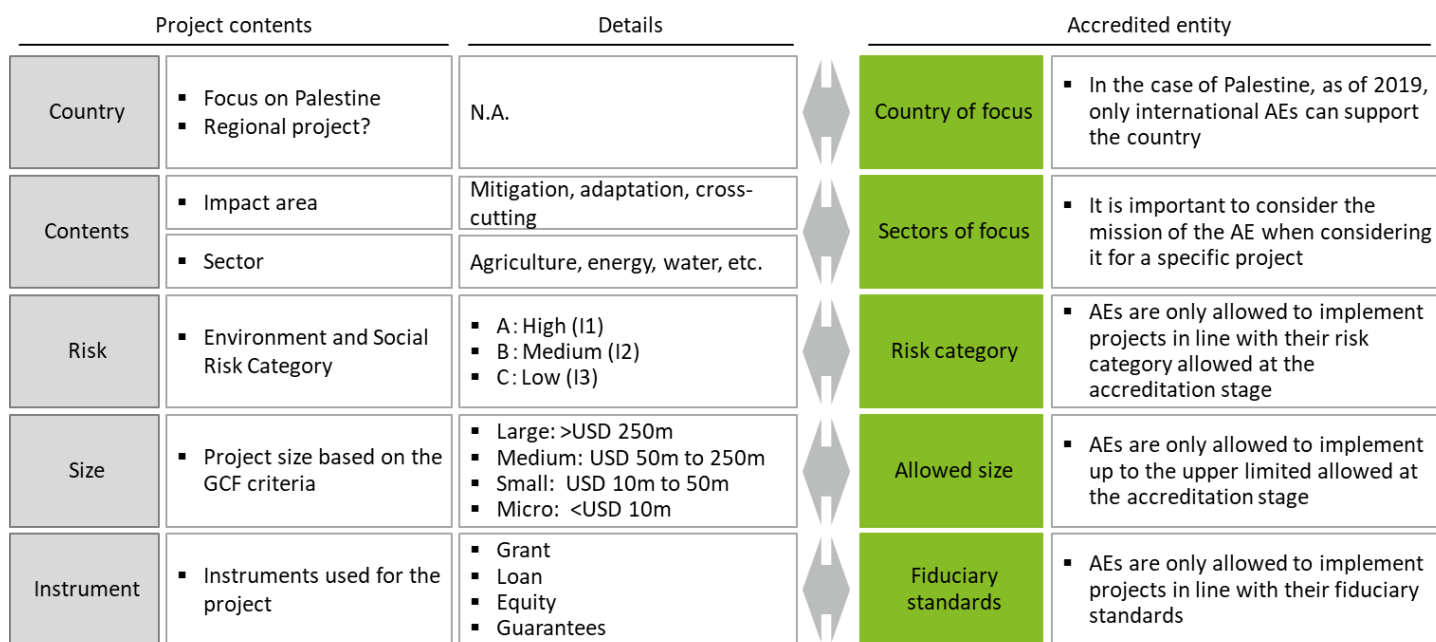 Project contents
Details
Accredited entity
Country
▪ Focus on Palestine
▪ Regional project?
N.A.
Country of focus
▪ In the case of Palestine, as of 2019,
only international AEs can support
the country
Contents
▪ Impact area
Mitigation, adaptation, cross-
cutting
▪ Sector
Agriculture, energy, water, etc.
Sectors of focus
▪ It is important to consider the
mission of the AE when considering
it for a specific project
Risk
▪ Environment and Social
Risk Category
▪ A: High (I1)
▪ B: Medium (I2)
▪ C: Low (I3)
Risk category
▪ AEs are only allowed to implement
projects in line with their risk
category allowed at the
accreditation stage
Size
▪ Project size based on the
GCF criteria
▪ Large: >USD 250m
▪ Medium: USD 50m to 250m
▪ Small: USD 10m to 50m
▪ Micro: <USD 10m
Allowed size
▪ AEs are only allowed to implement
up to the upper limited allowed at
the accreditation stage
Instrument
▪ Instruments used for the
project
▪ Grant
▪ Loan
▪ Equity
▪ Guarantees
Fiduciary
standards
▪ AEs are only allowed to implement
projects in line with their fiduciary
standards